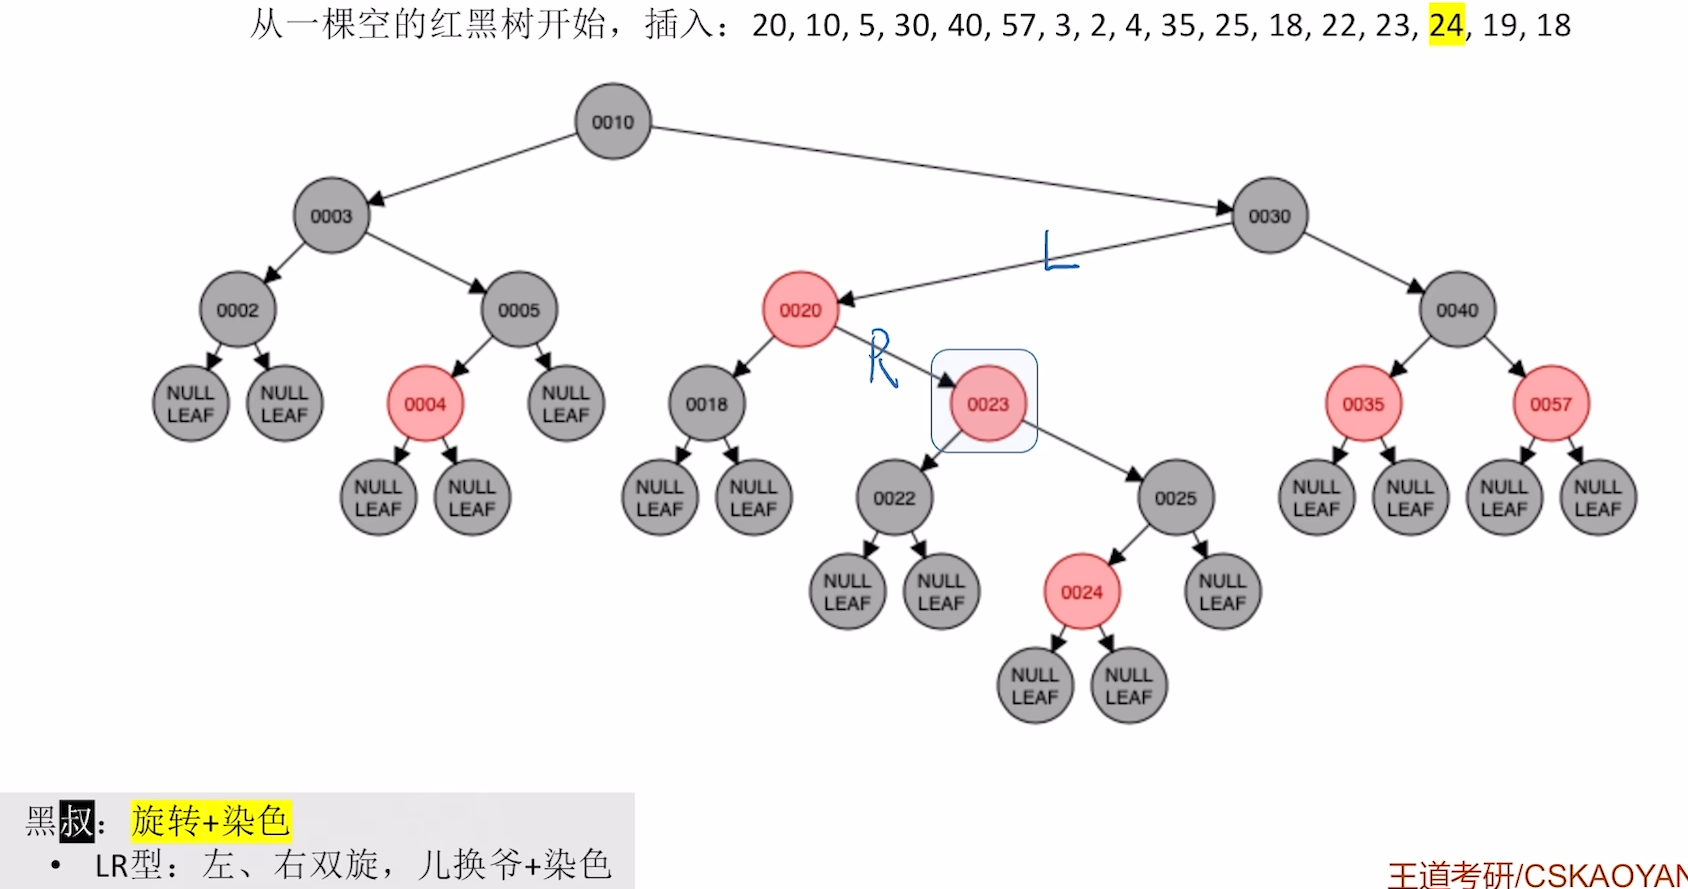 从一棵空的红黑树开始，插入：20, 10, 5, 30, 40, 57, 3, 2, 4, 35, 25, 18, 22, 23, 24, 19, 18
0010
0003
0030
L
0002
0005
0020
0040
R
NULL LEAF
NULL LEAF
0004
NULL LEAF
0018
0023
0035
0057
NULL LEAF
NULL LEAF
NULL LEAF
NULL LEAF
0022
0025
NULL LEAF
NULL LEAF
NULL LEAF
NULL LEAF
NULL LEAF
NULL LEAF
0024
NULL LEAF
NULL LEAF
NULL LEAF
黑叔：旋转+染色
• LR型：左、右双旋，儿换爷+染色
王道考研/CSKAOYAN